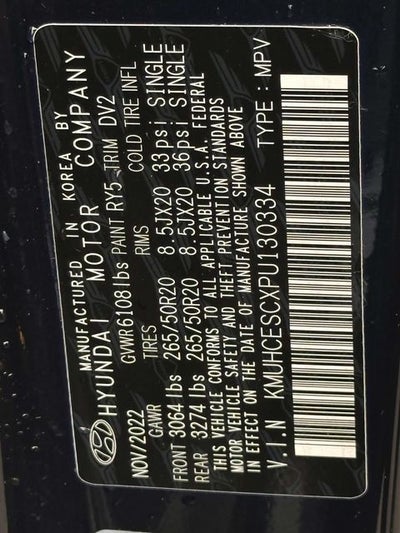 MANUFACTURED IN KOREA BY
HYUNDAI MOTOR COMPANY
NOV/2022 GVWR 6108lbs PAINT RY5 TRIM DV2
GAWR TIRES RIMS COLD TIRE INFL
FRONT 3064 lbs 265/50R20 8.5JX20 33psi SINGLE
REAR 3274 lbs 265/50R20 8.5JX20 36psi SINGLE
THIS VEHICLE CONFORMS TO ALL APPLICABLE U.S.A. FEDERAL
MOTOR VEHICLE SAFETY AND THEFT PREVENTION STANDARDS
IN EFFECT ON THE DATE OF MANUFACTURE SHOWN ABOVE
V.I.N KMUHCESCXPU130334 TYPE : MPV